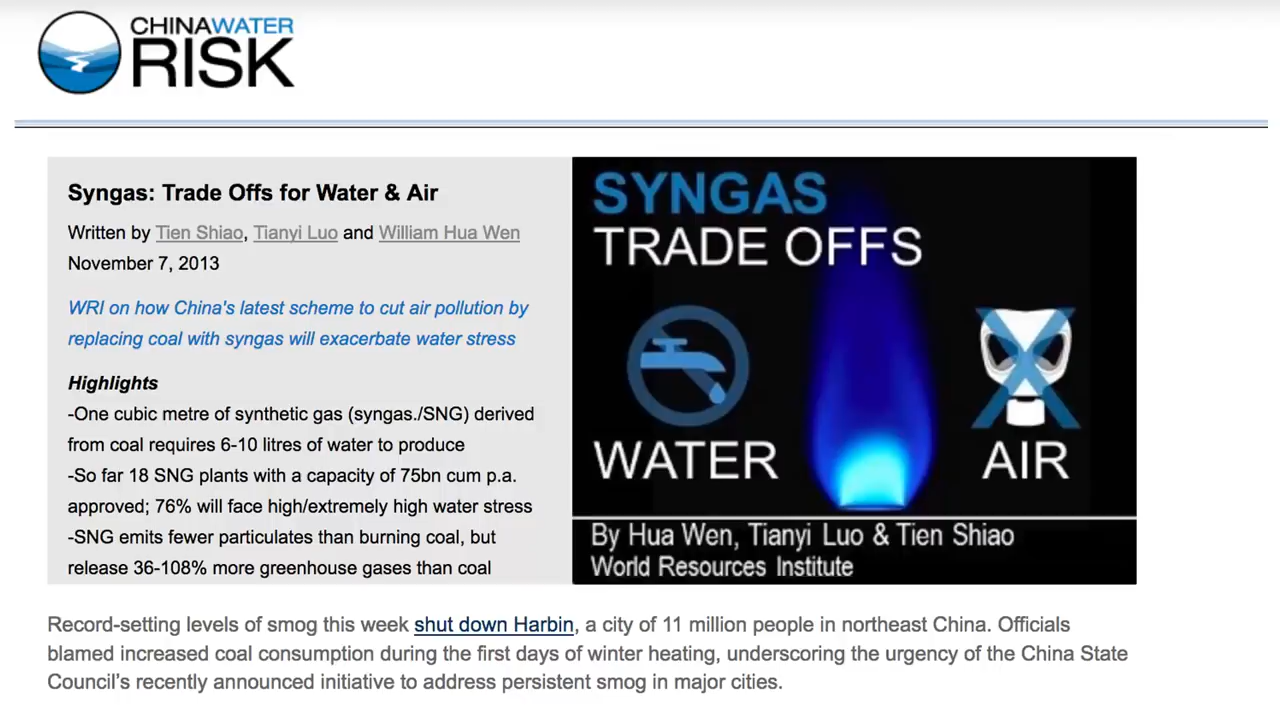 CHINAWATER
RISK
Syngas: Trade Offs for Water & Air
Written by Tien Shiao, Tianyi Luo and William Hua Wen
November 7, 2013
WRI on how China's latest scheme to cut air pollution by
replacing coal with syngas will exacerbate water stress
Highlights
-One cubic metre of synthetic gas (syngas./SNG) derived
from coal requires 6-10 litres of water to produce
-So far 18 SNG plants with a capacity of 75bn cum p.a.
approved; 76% will face high/extremely high water stress
-SNG emits fewer particulates than burning coal, but
release 36-108% more greenhouse gases than coal
SYNGAS
TRADE OFFS
WATER
AIR
By Hua Wen, Tianyi Luo & Tien Shiao
World Resources Institute
Record-setting levels of smog this week shut down Harbin, a city of 11 million people in northeast China. Officials
blamed increased coal consumption during the first days of winter heating, underscoring the urgency of the China State
Council’s recently announced initiative to address persistent smog in major cities.